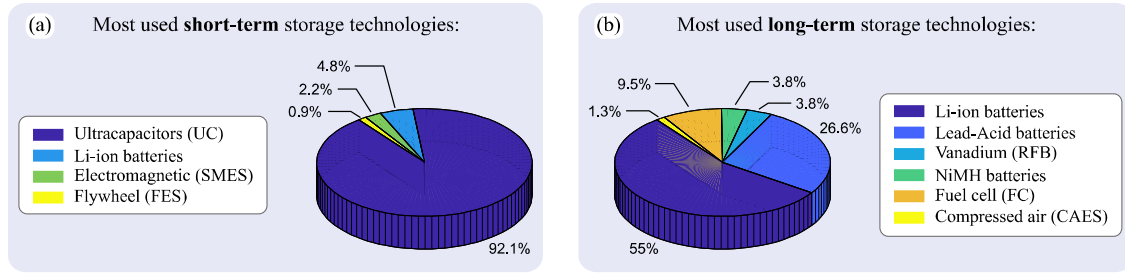 (a) Most used short-term storage technologies:
4.8%
2.2%
0.9%
92.1%
Ultracapacitors (UC)
Li-ion batteries
Electromagnetic (SMES)
Flywheel (FES)
(b) Most used long-term storage technologies:
9.5%
3.8%
1.3%
3.8%
26.6%
55%
Li-ion batteries
Lead-Acid batteries
Vanadium (RFB)
NiMH batteries
Fuel cell (FC)
Compressed air (CAES)